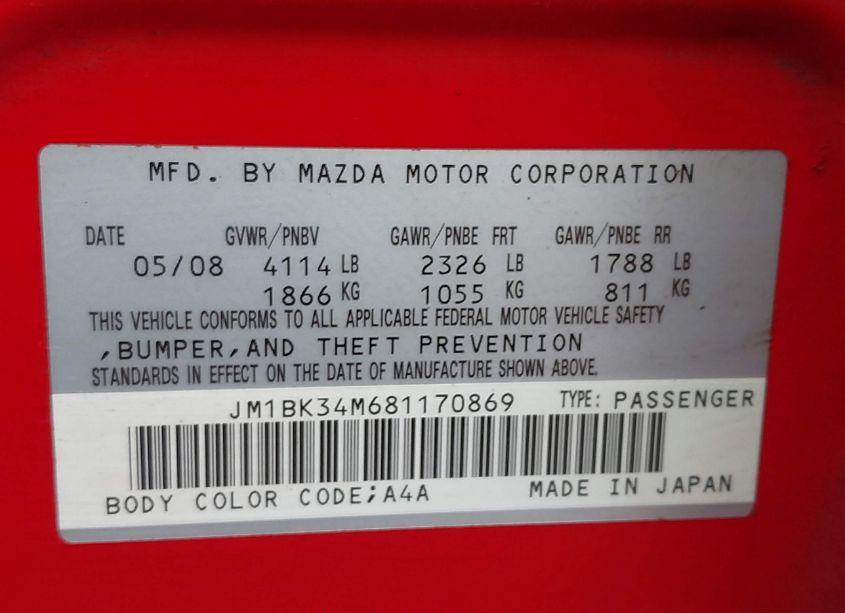 MFD. BY MAZDA MOTOR CORPORATION
DATE GVWR/PNBV GAWR/PNBE FRT GAWR/PNBE RR
05/08 4114 LB 2326 LB 1788 LB
1866 KG 1055 KG 811 KG
THIS VEHICLE CONFORMS TO ALL APPLICABLE FEDERAL MOTOR VEHICLE SAFETY
,BUMPER,AND THEFT PREVENTION
STANDARDS IN EFFECT ON THE DATE OF MANUFACTURE SHOWN ABOVE.
JM1BK34M681170869 TYPE: PASSENGER
BODY COLOR CODE;A4A MADE IN JAPAN